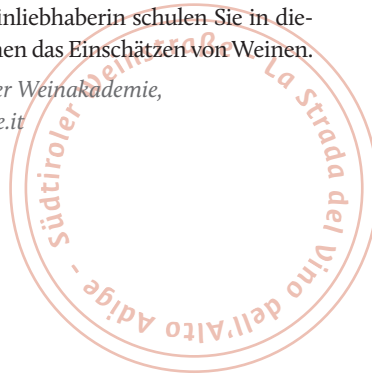 inliebhaberin schulen Sie in die-
nen das Einschätzen von Weinen.
er Weinakademie,
e.it
Südtiroler Weinstraße - La Strada del Vino dell'Alto Adige -